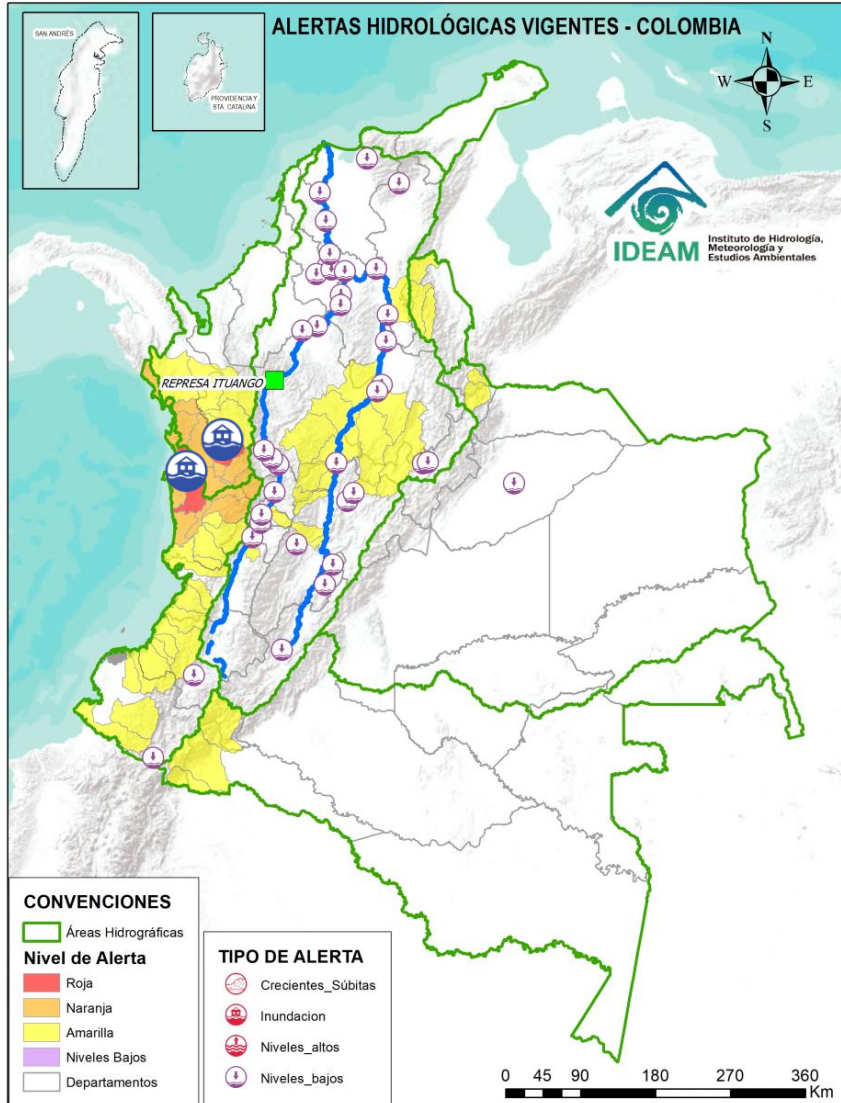 ALERTAS HIDROLÓGICAS VIGENTES - COLOMBIA
SAN ANDRÉS
PROVIDENCIA Y
STA. CATALINA
N
W
E
S
IDEAM
Instituto de Hidrología,
Meteorología y
Estudios Ambientales
REPRESA ITUANGO
CONVENCIONES
Áreas Hidrográficas
Nivel de Alerta
Roja
Naranja
Amarilla
Niveles Bajos
Departamentos
TIPO DE ALERTA
Crecientes_Súbitas
Inundacion
Niveles_altos
Niveles_bajos
0 45 90 180 270 360
Km